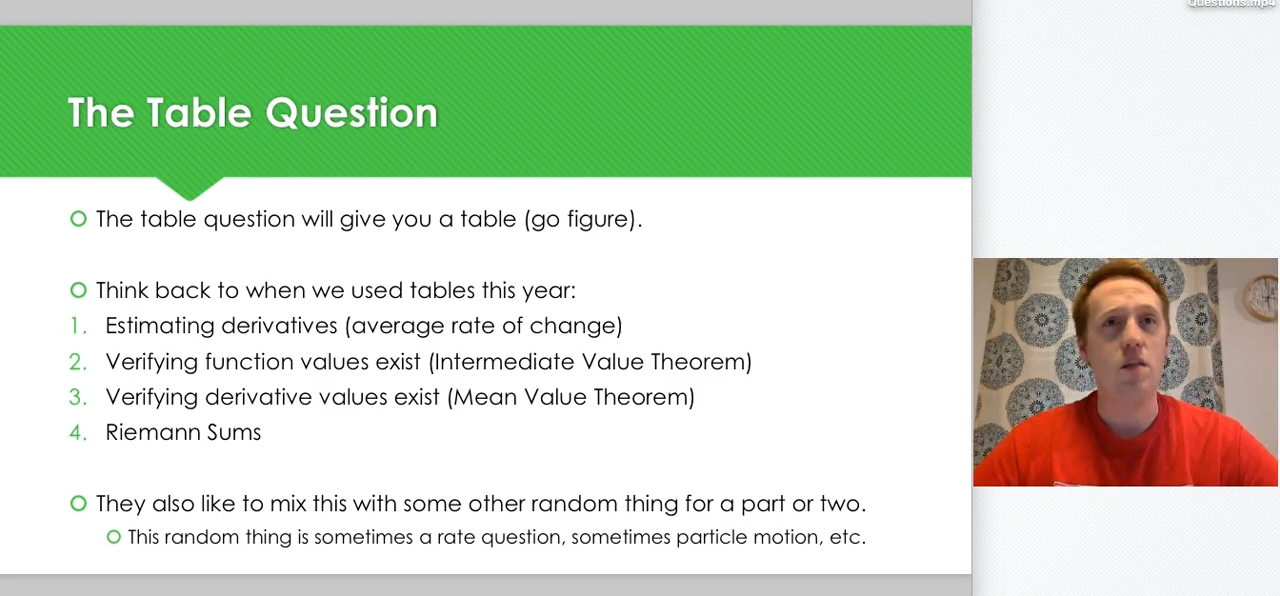 Questions.mp4
The Table Question
The table question will give you a table (go figure).
Think back to when we used tables this year:
1. Estimating derivatives (average rate of change)
2. Verifying function values exist (Intermediate Value Theorem)
3. Verifying derivative values exist (Mean Value Theorem)
4. Riemann Sums
They also like to mix this with some other random thing for a part or two.
This random thing is sometimes a rate question, sometimes particle motion, etc.